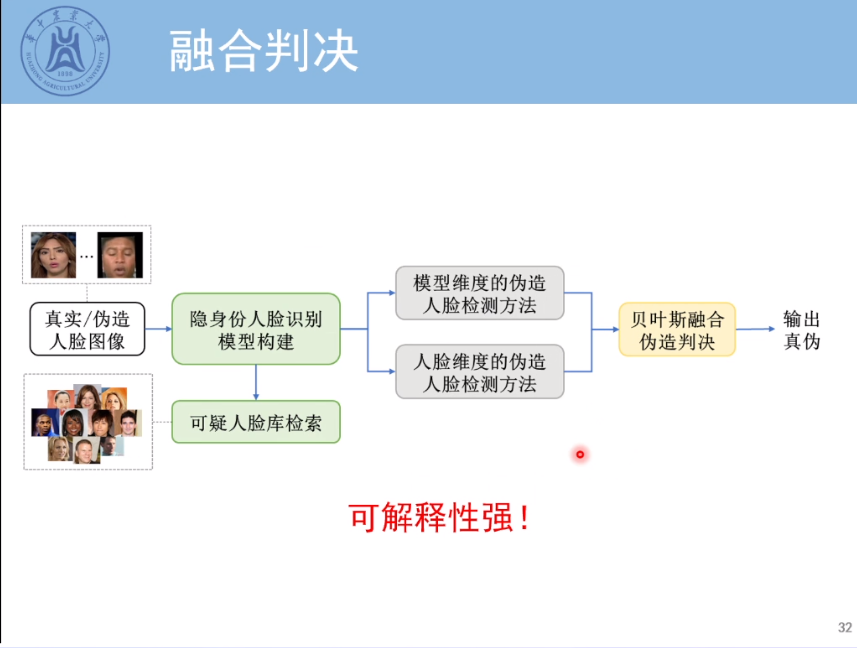 华中农业大学
HUAZHONG AGRICULTURAL UNIVERSITY
1898
融合判决
真实/伪造
人脸图像
隐身份人脸识别
模型构建
可疑人脸库检索
模型维度的伪造
人脸检测方法
人脸维度的伪造
人脸检测方法
贝叶斯融合
伪造判决
输出
真伪
可解释性强！
32